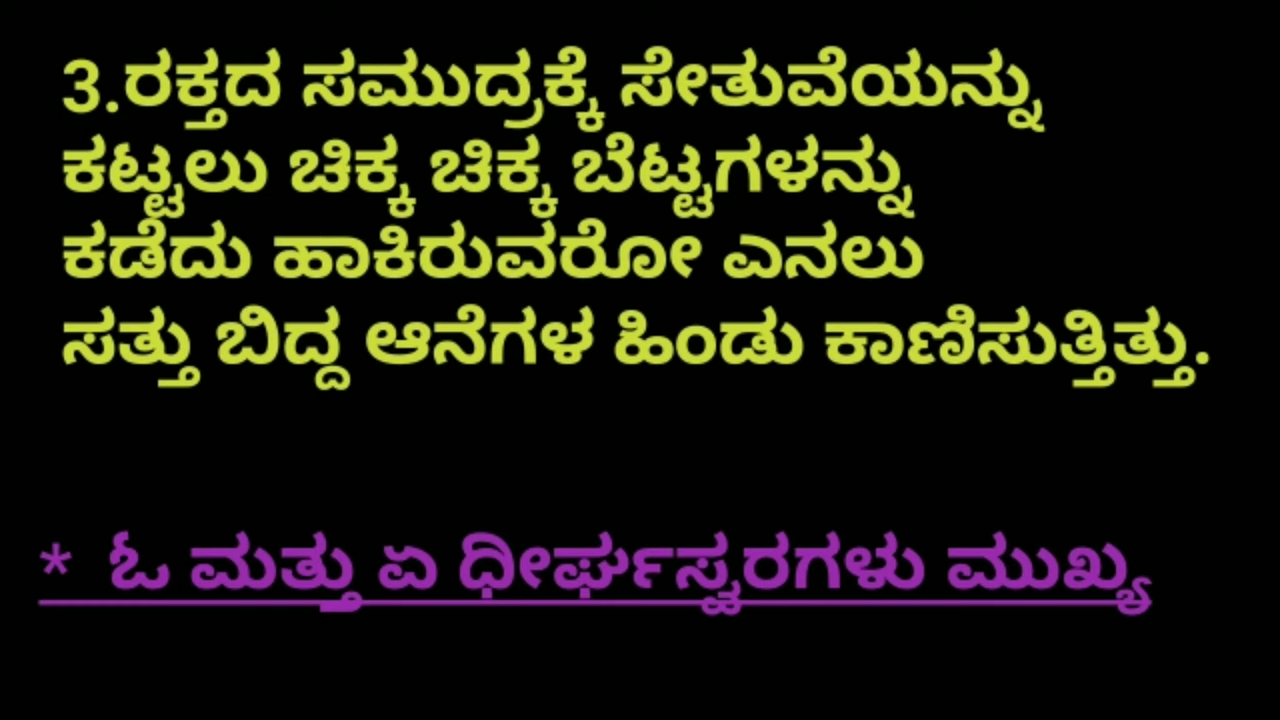 3.ರಕ್ತದ ಸಮುದ್ರಕ್ಕೆ ಸೇತುವೆಯನ್ನು
ಕಟ್ಟಲು ಚಿಕ್ಕ ಚಿಕ್ಕ ಬೆಟ್ಟಗಳನ್ನು
ಕಡೆದು ಹಾಕಿರುವರೋ ಎನಲು
ಸತ್ತು ಬಿದ್ದ ಆನೆಗಳ ಹಿಂಡು ಕಾಣಿಸುತ್ತಿತ್ತು.
* ಓ ಮತ್ತು ಏ ಧೀರ್ಘಸ್ವರಗಳು ಮುಖ್ಯ